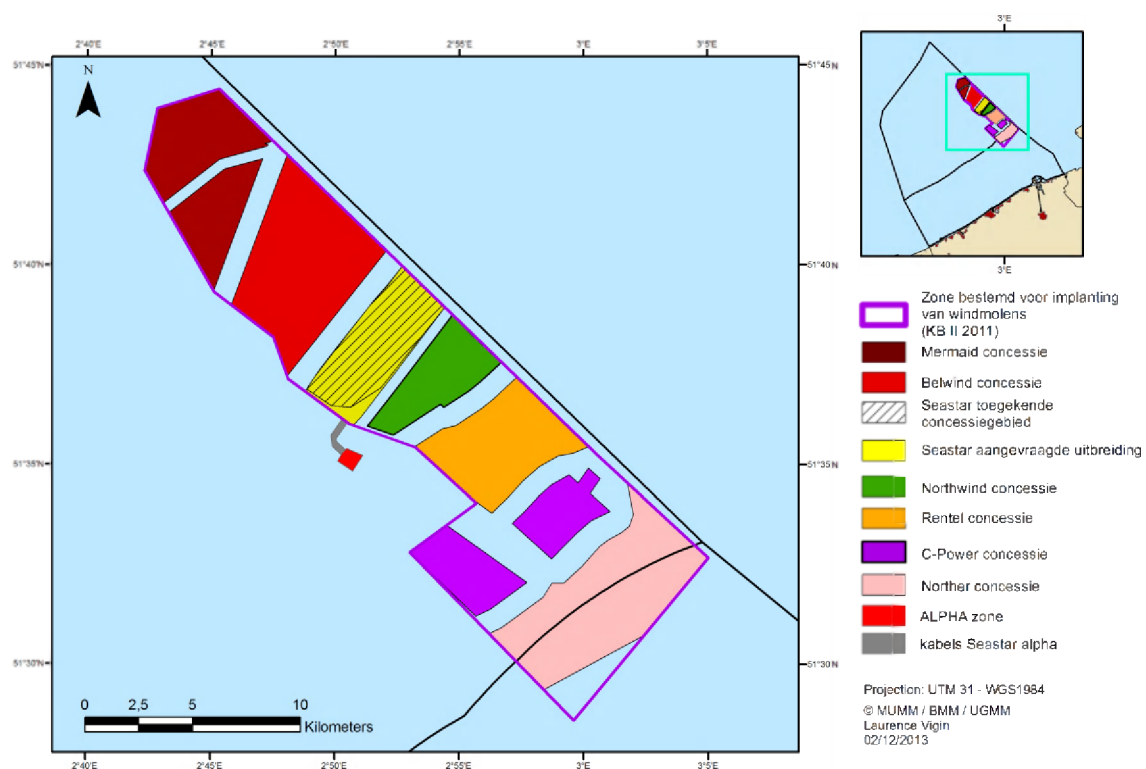 2°40'E 2°45'E 2°50'E 2°55'E 3°E 3°5'E
51°45'N
51°45'N
N
51°40'N
51°40'N
51°35'N
51°35'N
51°30'N
51°30'N
0 2,5 5 10
Kilometers
2°40'E 2°45'E 2°50'E 2°55'E 3°E 3°5'E
3°E
3°E
Zone bestemd voor implanting
van windmolens
(KB II 2011)
Mermaid concessie
Belwind concessie
Seastar toegekende
concessiegebied
Seastar aangevraagde uitbreiding
Northwind concessie
Rentel concessie
C-Power concessie
Norther concessie
ALPHA zone
kabels Seastar alpha
Projection: UTM 31 - WGS1984
© MUMM / BMM / UGMM
Laurence Vigin
02/12/2013